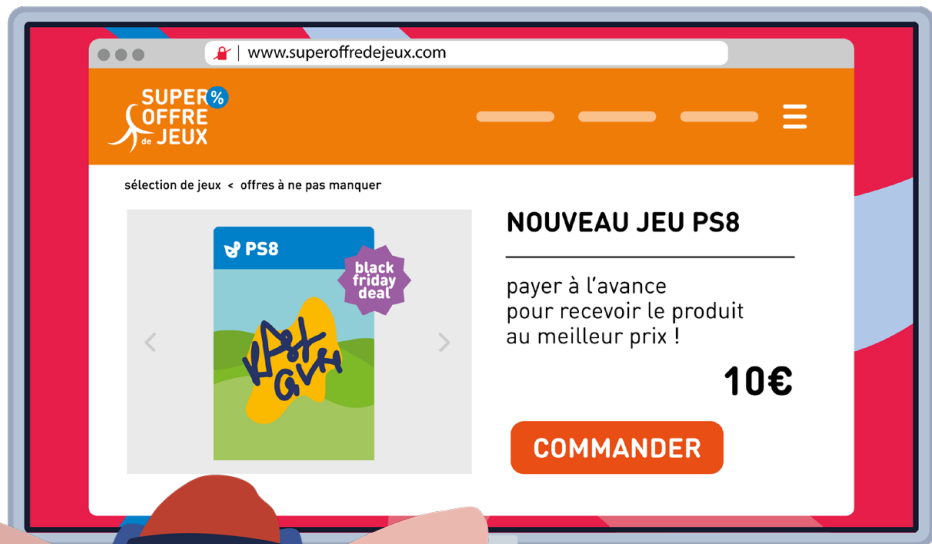 www.superoffredejeux.com
SUPER %
OFFRE
de JEUX
sélection de jeux < offres à ne pas manquer
PS8
black
friday
deal
NOUVEAU JEU PS8
payer à l'avance
pour recevoir le produit
au meilleur prix !
10€
COMMANDER